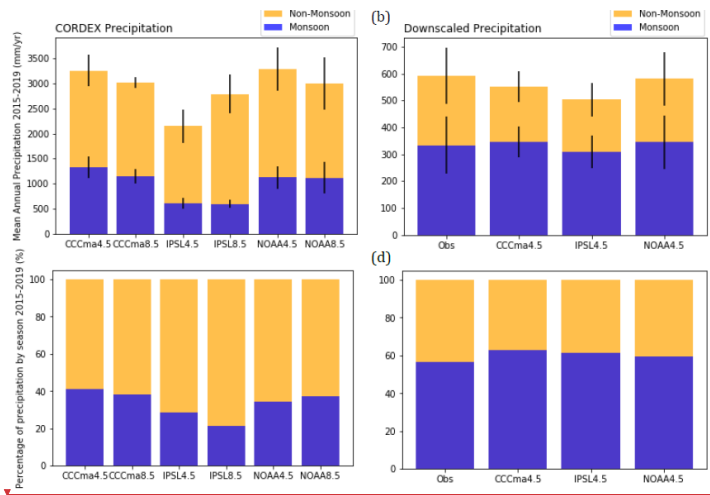 CORDEX Precipitation
Non-Monsoon
Monsoon
Mean Annual Precipitation 2015-2019 (mm/yr)
3500
3000
2500
2000
1500
1000
500
0
CCCma4.5 CCCma8.5 IPSL4.5 IPSL8.5 NOAA4.5 NOAA8.5
(b)
Downscaled Precipitation
Non-Monsoon
Monsoon
700
600
500
400
300
200
100
0
Obs CCCma4.5 IPSL4.5 NOAA4.5
Percentage of precipitation by season 2015-2019 (%)
100
80
60
40
20
0
CCCma4.5 CCCma8.5 IPSL4.5 IPSL8.5 NOAA4.5 NOAA8.5
(d)
100
80
60
40
20
0
Obs CCCma4.5 IPSL4.5 NOAA4.5